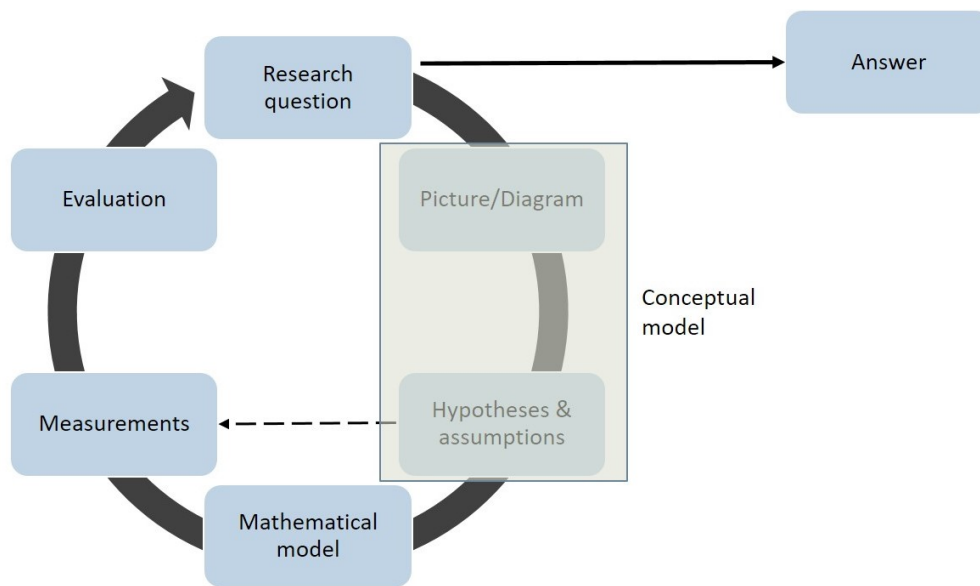 Research
question
Answer
Evaluation
Picture/Diagram
Conceptual
model
Measurements
Hypotheses &
assumptions
Mathematical
model